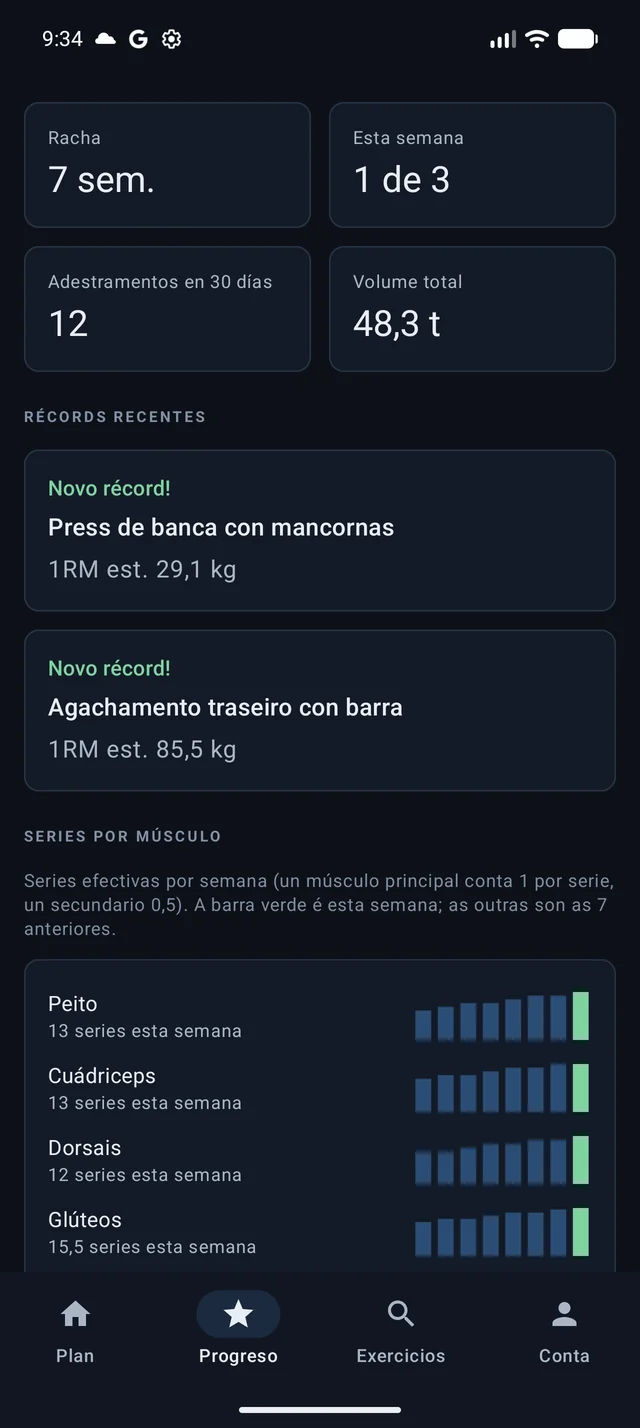 9:34
Racha
7 sem.
Esta semana
1 de 3
Adestramentos en 30 días
12
Volume total
48,3 t
RÉCORDS RECENTES
Novo récord!
Press de banca con mancornas
1RM est. 29,1 kg
Novo récord!
Agachamento traseiro con barra
1RM est. 85,5 kg
SERIES POR MÚSCULO
Series efectivas por semana (un músculo principal conta 1 por serie,
un secundario 0,5). A barra verde é esta semana; as outras son as 7
anteriores.
Peito
13 series esta semana
Cuádriceps
13 series esta semana
Dorsais
12 series esta semana
Glúteos
15,5 series esta semana
Plan
Progreso
Exercicios
Conta